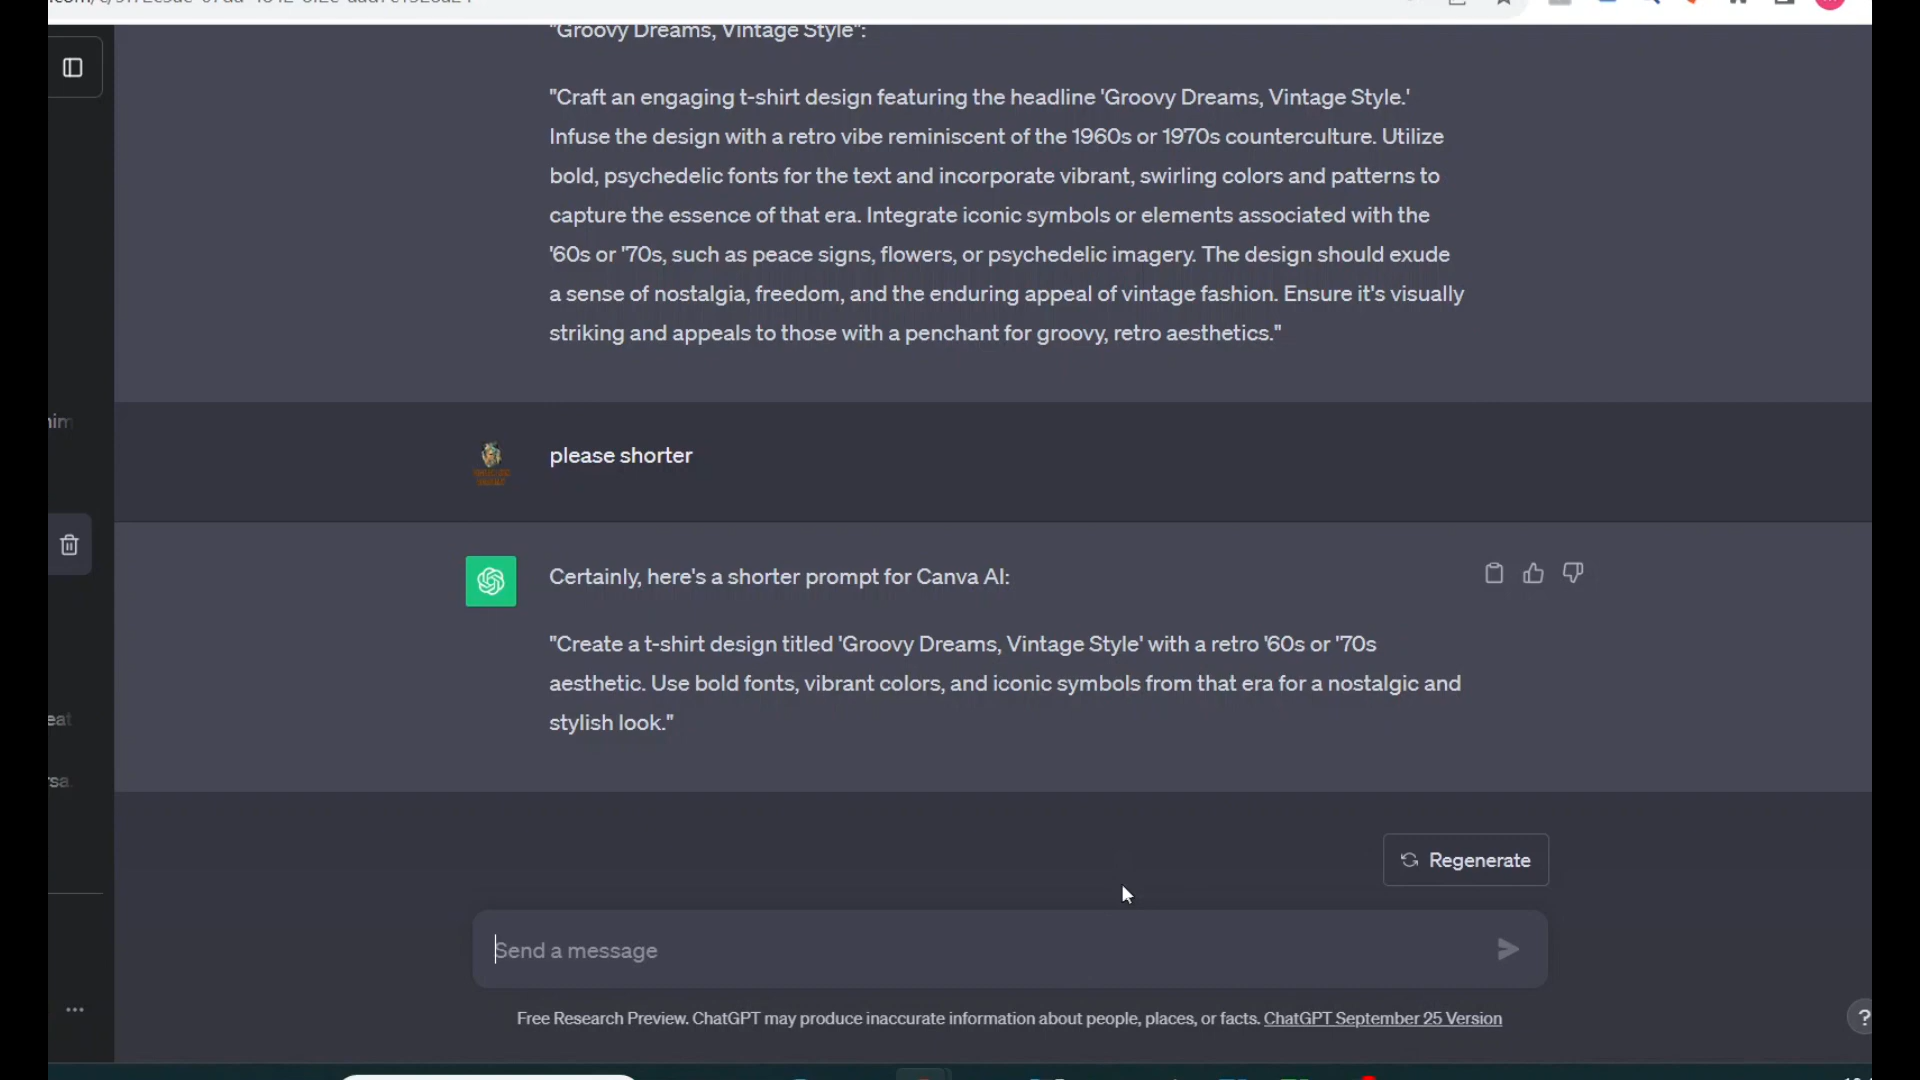 "Groovy Dreams, Vintage Style":
"Craft an engaging t-shirt design featuring the headline 'Groovy Dreams, Vintage Style.'
Infuse the design with a retro vibe reminiscent of the 1960s or 1970s counterculture. Utilize
bold, psychedelic fonts for the text and incorporate vibrant, swirling colors and patterns to
capture the essence of that era. Integrate iconic symbols or elements associated with the
'60s or '70s, such as peace signs, flowers, or psychedelic imagery. The design should exude
a sense of nostalgia, freedom, and the enduring appeal of vintage fashion. Ensure it's visually
striking and appeals to those with a penchant for groovy, retro aesthetics."
please shorter
Certainly, here's a shorter prompt for Canva AI:
"Create a t-shirt design titled 'Groovy Dreams, Vintage Style' with a retro '60s or '70s
aesthetic. Use bold fonts, vibrant colors, and iconic symbols from that era for a nostalgic and
stylish look."
Regenerate
Send a message
Free Research Preview. ChatGPT may produce inaccurate information about people, places, or facts. ChatGPT September 25 Version
?